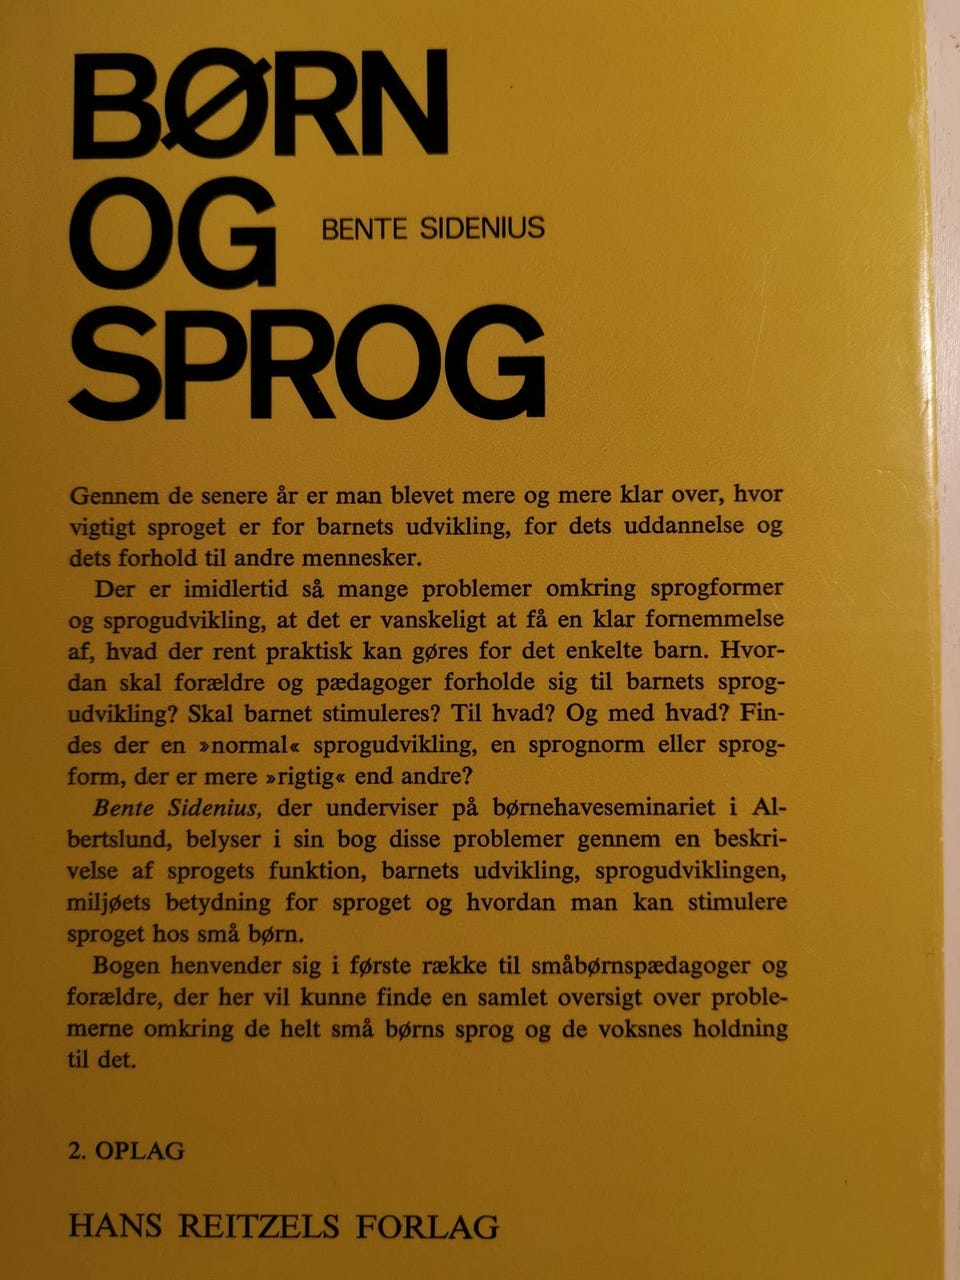 BØRN
OG
BENTE SIDENIUS
SPROG
Gennem de senere år er man blevet mere og mere klar over, hvor
vigtigt sproget er for barnets udvikling, for dets uddannelse og
dets forhold til andre mennesker.
Der er imidlertid så mange problemer omkring sprogformer
og sprogudvikling, at det er vanskeligt at få en klar fornemmelse
af, hvad der rent praktisk kan gøres for det enkelte barn. Hvor-
dan skal forældre og pædagoger forholde sig til barnets sprog-
udvikling? Skal barnet stimuleres? Til hvad? Og med hvad? Fin-
des der en »normal« sprogudvikling, en sprognorm eller sprog-
form, der er mere »rigtig« end andre?
Bente Sidenius, der underviser på børnehaveseminariet i Al-
bertslund, belyser i sin bog disse problemer gennem en beskri-
velse af sprogets funktion, barnets udvikling, sprogudviklingen,
miljøets betydning for sproget og hvordan man kan stimulere
sproget hos små børn.
Bogen henvender sig i første række til småbørnspædagoger og
forældre, der her vil kunne finde en samlet oversigt over proble-
merne omkring de helt små børns sprog og de voksnes holdning
til det.
2. OPLAG
HANS REITZELS FORLAG